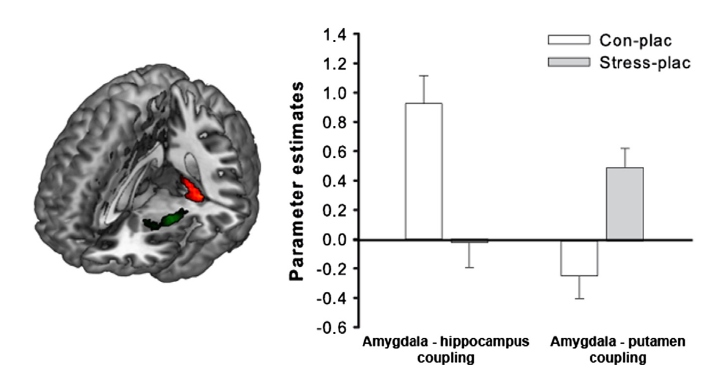 1.4
1.2
1.0
0.8
0.6
0.4
0.2
0.0
-0.2
-0.4
-0.6
Parameter estimates
Con-plac
Stress-plac
Amygdala - hippocampus
coupling
Amygdala - putamen
coupling